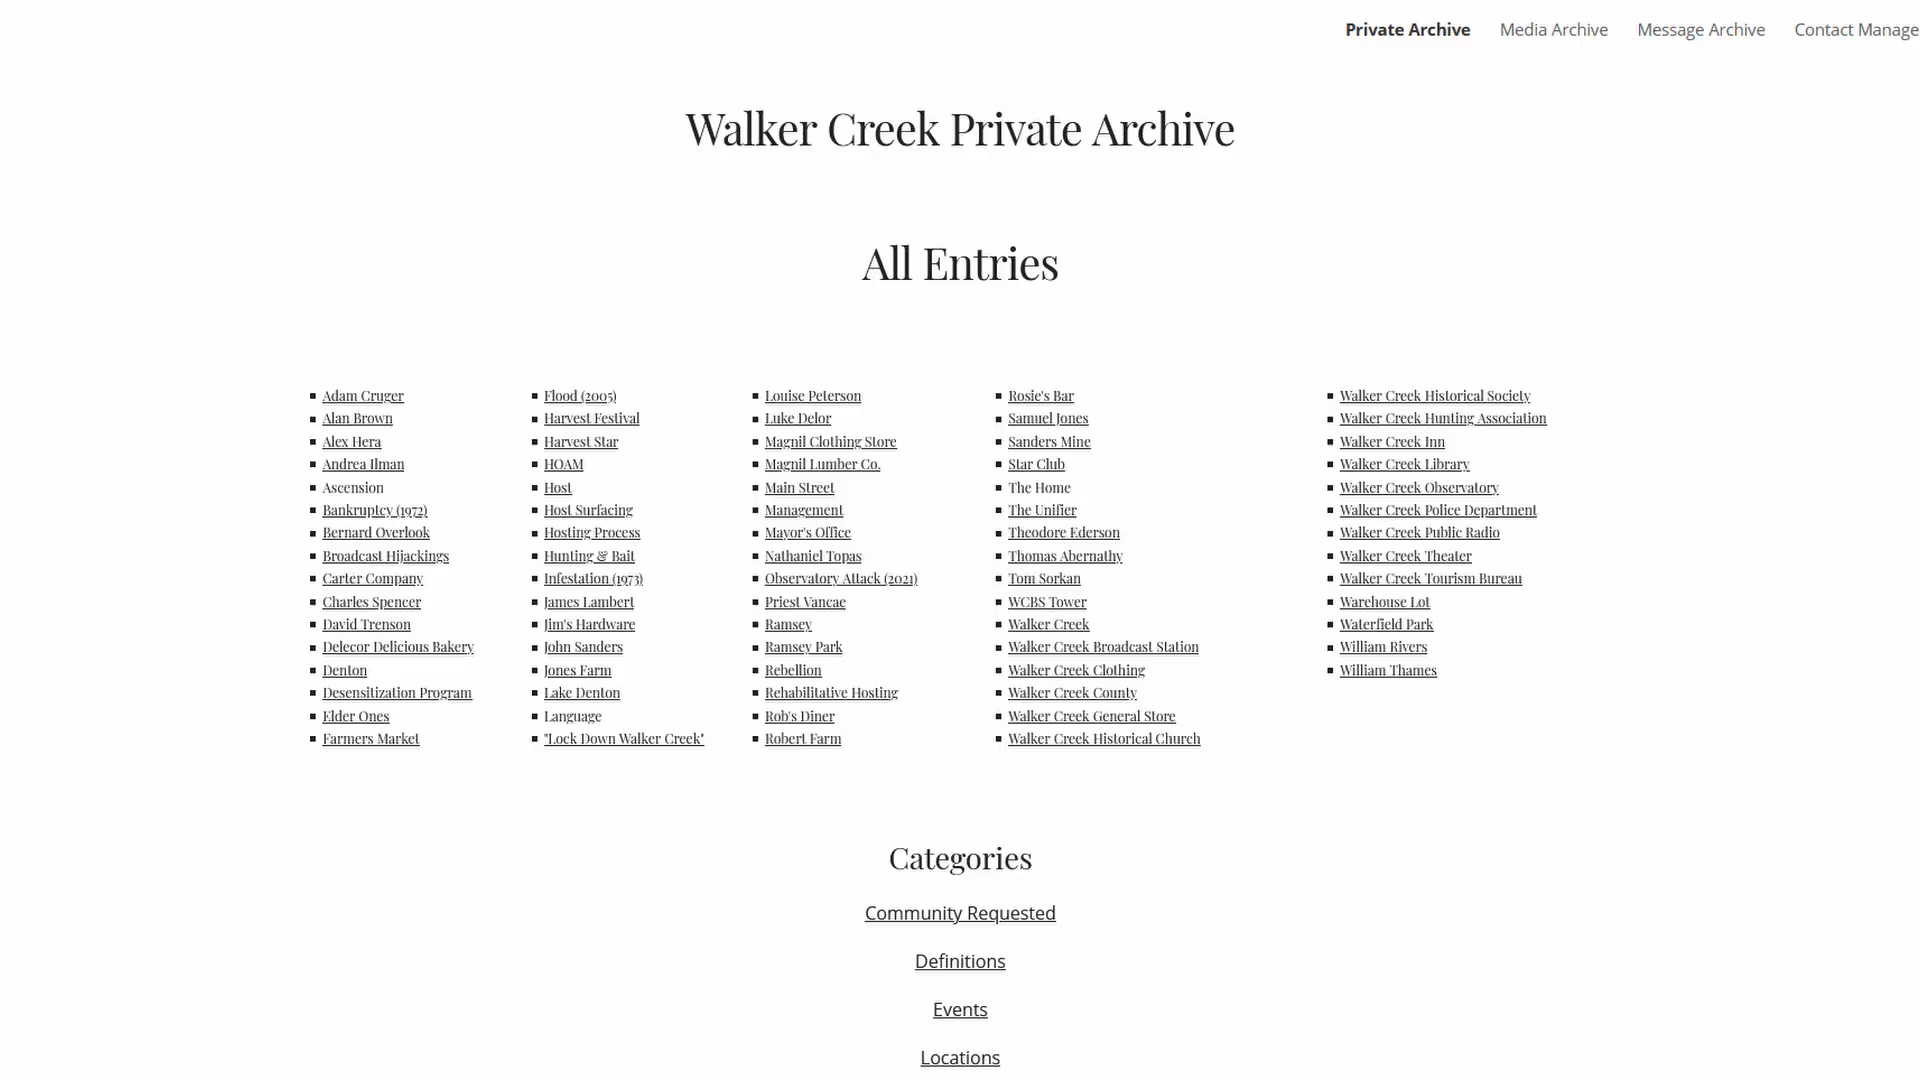 Private Archive Media Archive Message Archive Contact Manage
Walker Creek Private Archive
All Entries
Adam Cruger
Alan Brown
Alex Hera
Andrea Ilman
Ascension
Bankruptcy (1972)
Bernard Overlook
Broadcast Hijackings
Carter Company
Charles Spencer
David Trenson
Delecor Delicious Bakery
Denton
Desensitization Program
Elder Ones
Farmers Market
Flood (2005)
Harvest Festival
Harvest Star
HOAM
Host
Host Surfacing
Hosting Process
Hunting & Bait
Infestation (1973)
James Lambert
Jim's Hardware
John Sanders
Jones Farm
Lake Denton
Language
"Lock Down Walker Creek"
Louise Peterson
Luke Delor
Magnil Clothing Store
Magnil Lumber Co.
Main Street
Management
Mayor's Office
Nathaniel Topas
Observatory Attack (2021)
Priest Vancae
Ramsey
Ramsey Park
Rebellion
Rehabilitative Hosting
Rob's Diner
Robert Farm
Rosie's Bar
Samuel Jones
Sanders Mine
Star Club
The Home
The Unifier
Theodore Ederson
Thomas Abernathy
Tom Sorkan
WCBS Tower
Walker Creek
Walker Creek Broadcast Station
Walker Creek Clothing
Walker Creek County
Walker Creek General Store
Walker Creek Historical Church
Walker Creek Historical Society
Walker Creek Hunting Association
Walker Creek Inn
Walker Creek Library
Walker Creek Observatory
Walker Creek Police Department
Walker Creek Public Radio
Walker Creek Theater
Walker Creek Tourism Bureau
Warehouse Lot
Waterfield Park
William Rivers
William Thames
Categories
Community Requested
Definitions
Events
Locations